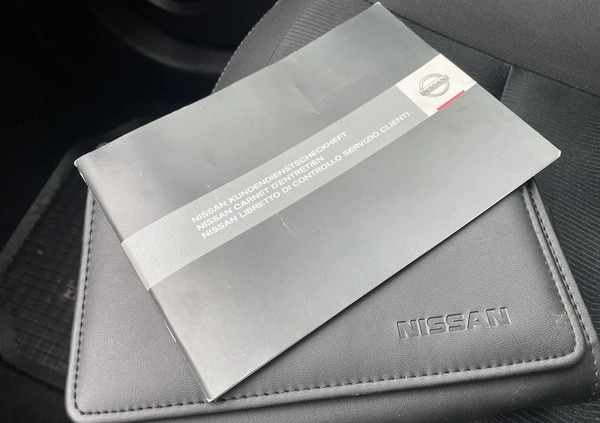 NISSAN
NISSAN KUNDENDIENSTSCHECKHEFT
NISSAN CARNET D'ENTRETIEN
NISSAN LIBRETTO DI CONTROLLO SERVIZIO CLIENTI
NISSAN